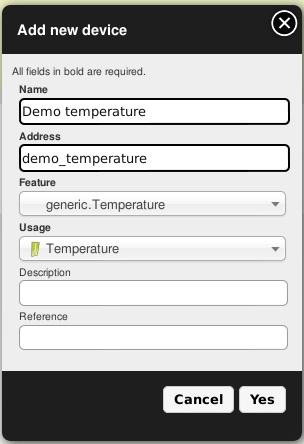 Add new device
All fields in bold are required.
Name
Demo temperature
Address
demo_temperature
Feature
generic.Temperature
Usage
Temperature
Description
Reference
Cancel Yes